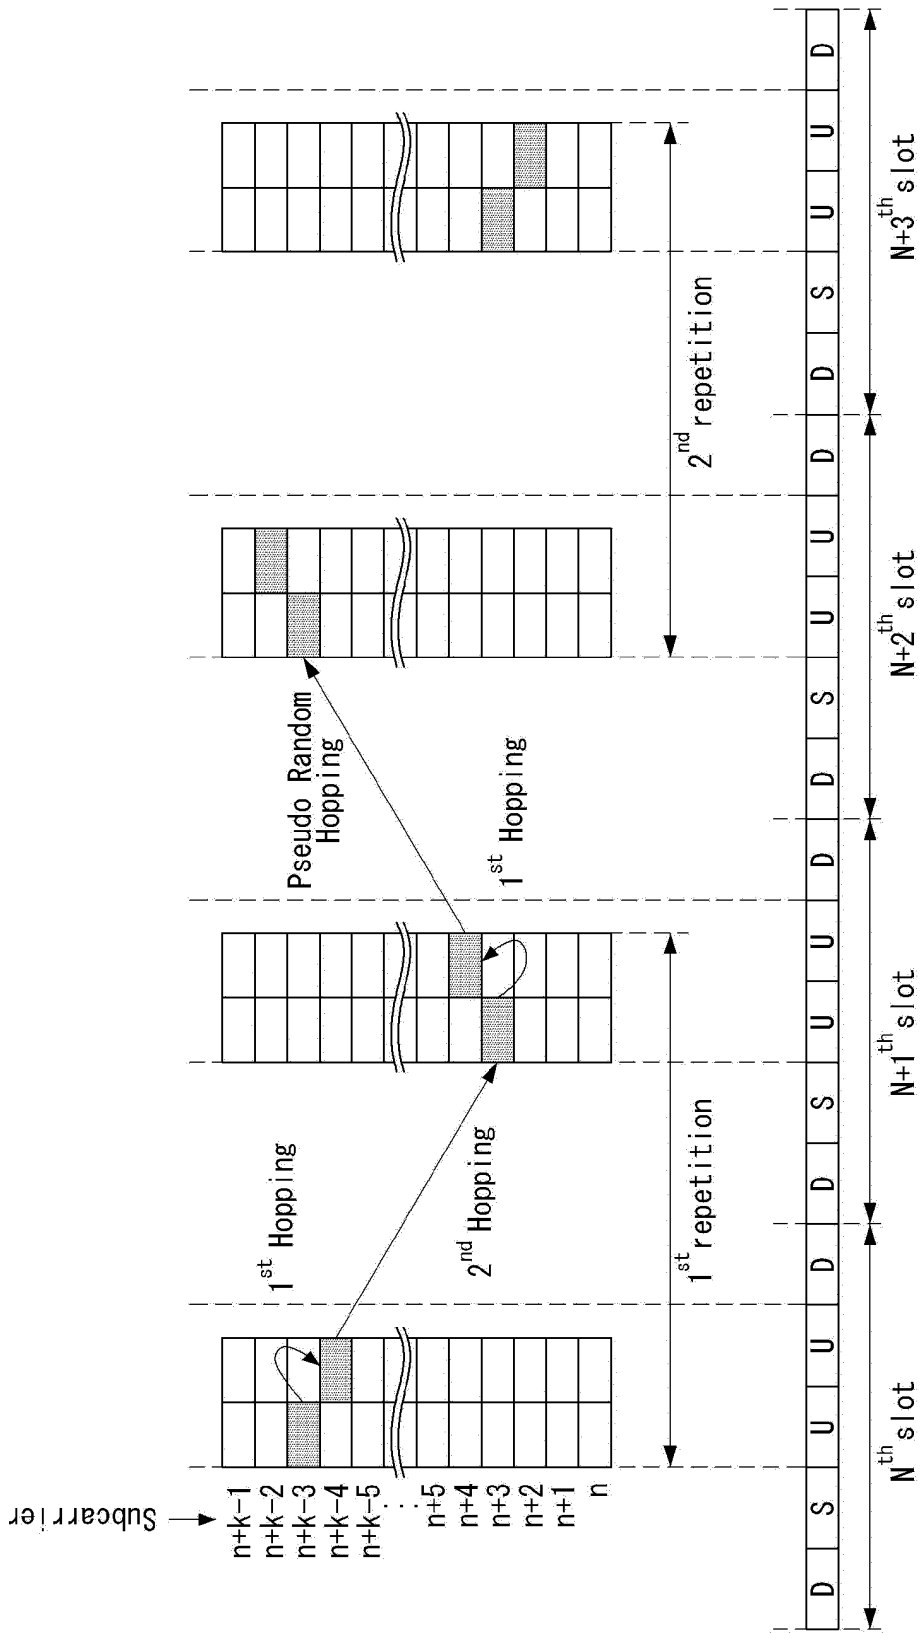 Subcarrier
n+k-1
n+k-2
n+k-3
n+k-4
n+k-5
...
n+5
n+4
n+3
n+2
n+1
n
1st Hopping
2nd Hopping
Pseudo Random
Hopping
1st Hopping
1st repetition
2nd repetition
D S U U D D S U U D D S U U D D S U U D
Nth slot
N+1th slot
N+2th slot
N+3th slot